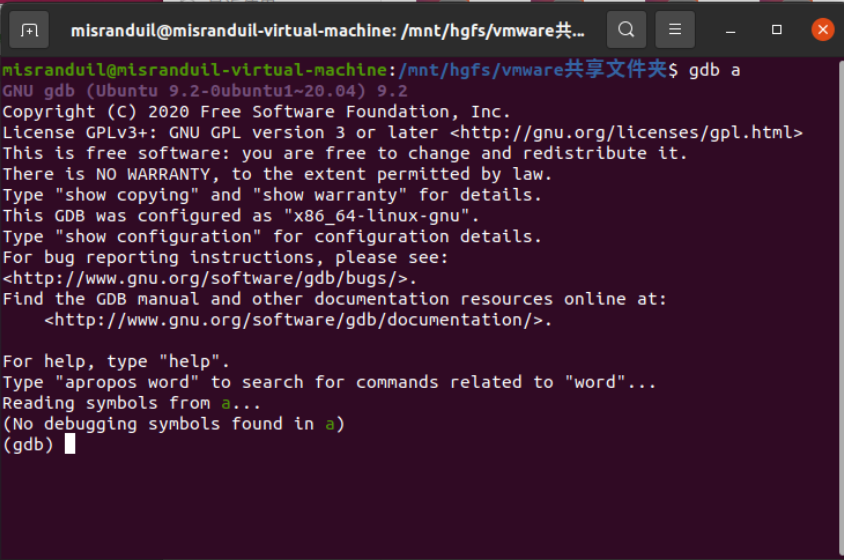 misranduil@misranduil-virtual-machine: /mnt/hgfs/vmware共...
misranduil@misranduil-virtual-machine:/mnt/hgfs/vmware共享文件夹$ gdb a
GNU gdb (Ubuntu 9.2-0ubuntu1~20.04) 9.2
Copyright (C) 2020 Free Software Foundation, Inc.
License GPLv3+: GNU GPL version 3 or later <http://gnu.org/licenses/gpl.html>
This is free software: you are free to change and redistribute it.
There is NO WARRANTY, to the extent permitted by law.
Type "show copying" and "show warranty" for details.
This GDB was configured as "x86_64-linux-gnu".
Type "show configuration" for configuration details.
For bug reporting instructions, please see:
<http://www.gnu.org/software/gdb/bugs/>.
Find the GDB manual and other documentation resources online at:
    <http://www.gnu.org/software/gdb/documentation/>.

For help, type "help".
Type "apropos word" to search for commands related to "word"...
Reading symbols from a...
(No debugging symbols found in a)
(gdb)